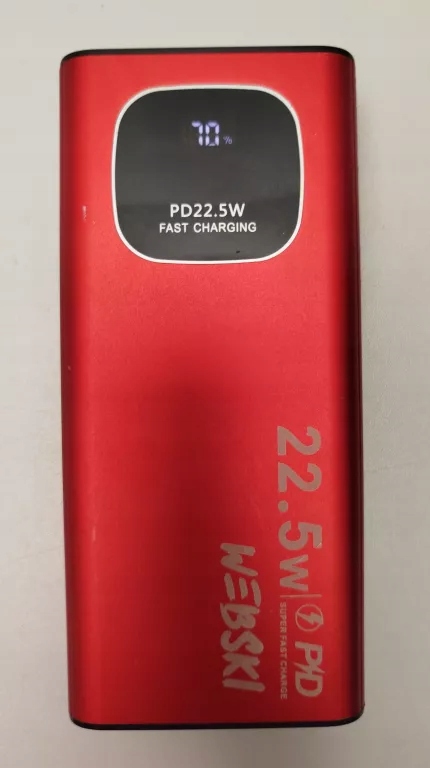 70%
PD22.5W
FAST CHARGING
22.5W PD
SUPER FAST CHARGE
WEBSKI